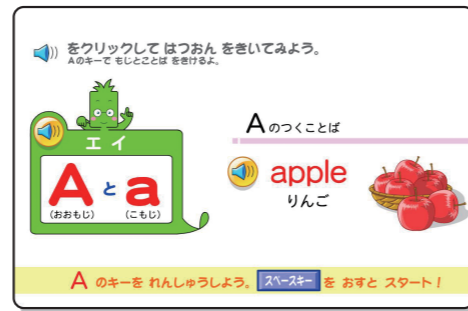 をクリックして はつおん をきいてみよう。
Aのキーで もじとことば をきけるよ。
エイ
A と a
(おおもじ) (こもじ)
Aのつくことば
apple
りんご
A のキーを れんしゅうしよう。 スペースキー を おすと スタート!